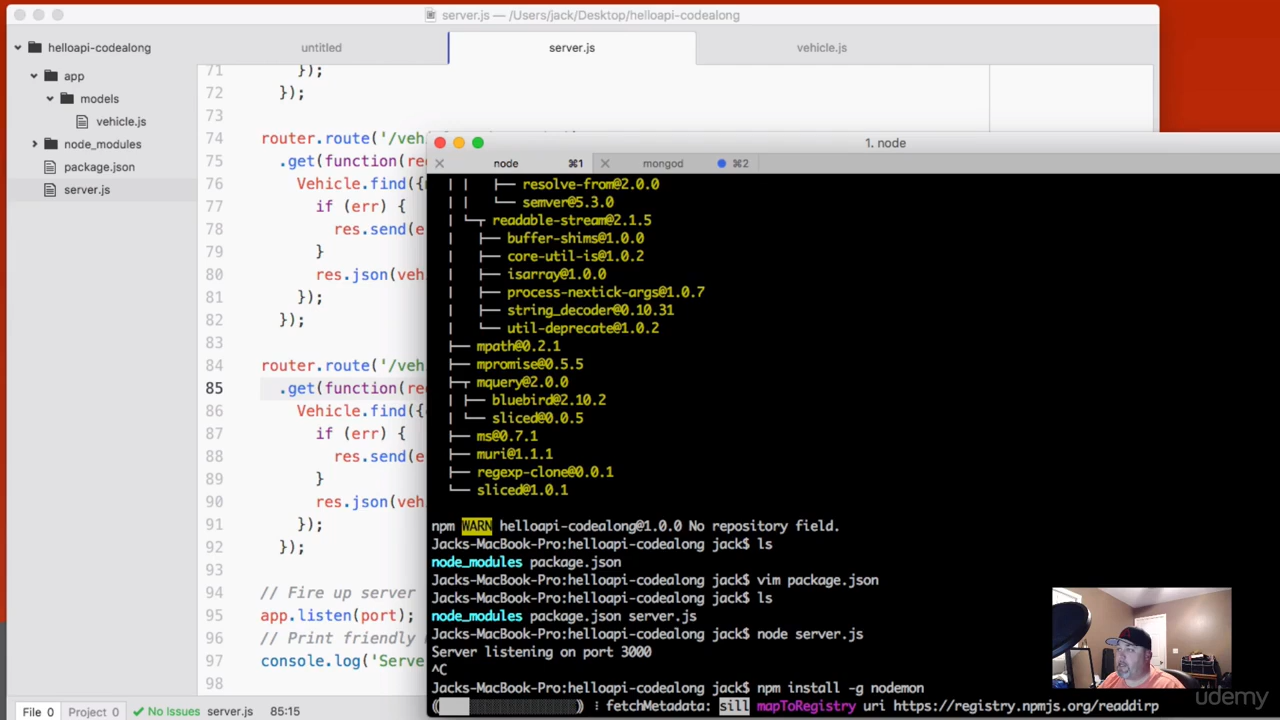 server.js — /Users/jack/Desktop/helloapi-codealong
helloapi-codealong
untitled
server.js
vehicle.js
app
models
vehicle.js
node_modules
package.json
server.js
71 });
72 });
73
74 router.route('/veh
75 .get(function(re
76 Vehicle.find({
77 if (err) {
78 res.send(e
79 }
80 res.json(veh
81 });
82 });
83
84 router.route('/veh
85 .get(function(re
86 Vehicle.find({
87 if (err) {
88 res.send(e
89 }
90 res.json(veh
91 });
92 });
93
94 // Fire up server
95 app.listen(port);
96 // Print friendly
97 console.log('Serve
98
File 0 Project 0 No Issues server.js 85:15
1. node
node ⌘1 mongod ⌘2
│ │ ├── resolve-from@2.0.0
│ │ └── semver@5.3.0
│ └─┬ readable-stream@2.1.5
│ ├── buffer-shims@1.0.0
│ ├── core-util-is@1.0.2
│ ├── isarray@1.0.0
│ ├── process-nextick-args@1.0.7
│ ├── string_decoder@0.10.31
│ └── util-deprecate@1.0.2
├── mpath@0.2.1
├── mpromise@0.5.5
├─┬ mquery@2.0.0
│ ├── bluebird@2.10.2
│ └── sliced@0.0.5
├── ms@0.7.1
├── muri@1.1.1
├── regexp-clone@0.0.1
└── sliced@1.0.1
npm WARN helloapi-codealong@1.0.0 No repository field.
Jacks-MacBook-Pro:helloapi-codealong jack$ ls
node_modules package.json
Jacks-MacBook-Pro:helloapi-codealong jack$ vim package.json
Jacks-MacBook-Pro:helloapi-codealong jack$ ls
node_modules package.json server.js
Jacks-MacBook-Pro:helloapi-codealong jack$ node server.js
Server listening on port 3000
^C
Jacks-MacBook-Pro:helloapi-codealong jack$ npm install -g nodemon
( ) ⸭ fetchMetadata: sill mapToRegistry uri https://registry.npmjs.org/readdirp
udemy